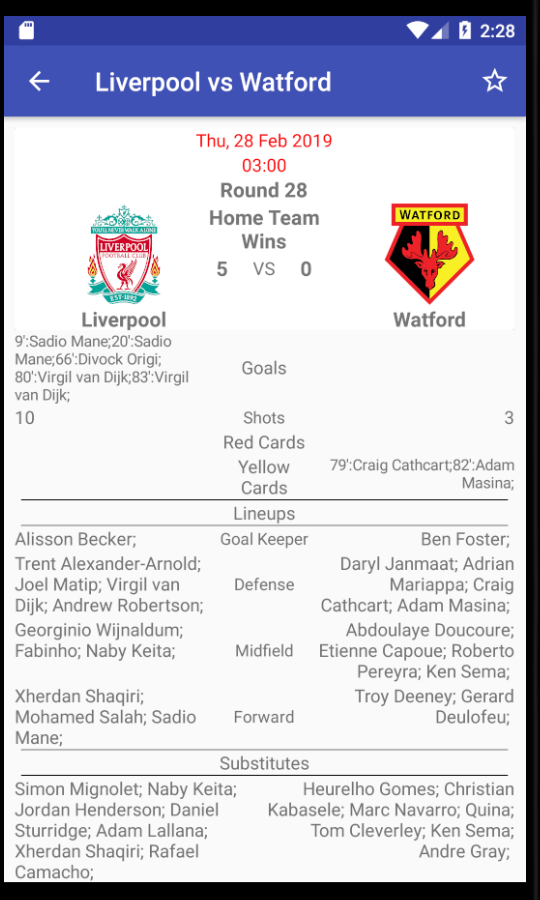 2:28
Liverpool vs Watford
Thu, 28 Feb 2019
03:00
Round 28
Home Team
Wins
5 VS 0
YOU'LL NEVER WALK ALONE
LIVERPOOL
FOOTBALL CLUB
EST·1892
WATFORD
Liverpool
Watford
9':Sadio Mane;20':Sadio
Mane;66':Divock Origi;
80':Virgil van Dijk;83':Virgil
van Dijk;
Goals
10 Shots 3
Red Cards
Yellow
Cards
79':Craig Cathcart;82':Adam
Masina;
Lineups
Alisson Becker; Goal Keeper Ben Foster;
Trent Alexander-Arnold;
Joel Matip; Virgil van
Dijk; Andrew Robertson;
Defense
Daryl Janmaat; Adrian
Mariappa; Craig
Cathcart; Adam Masina;
Georginio Wijnaldum;
Fabinho; Naby Keita;
Midfield
Abdoulaye Doucoure;
Etienne Capoue; Roberto
Pereyra; Ken Sema;
Xherdan Shaqiri;
Mohamed Salah; Sadio
Mane;
Forward
Troy Deeney; Gerard
Deulofeu;
Substitutes
Simon Mignolet; Naby Keita;
Jordan Henderson; Daniel
Sturridge; Adam Lallana;
Xherdan Shaqiri; Rafael
Camacho;
Heurelho Gomes; Christian
Kabasele; Marc Navarro; Quina;
Tom Cleverley; Ken Sema;
Andre Gray;